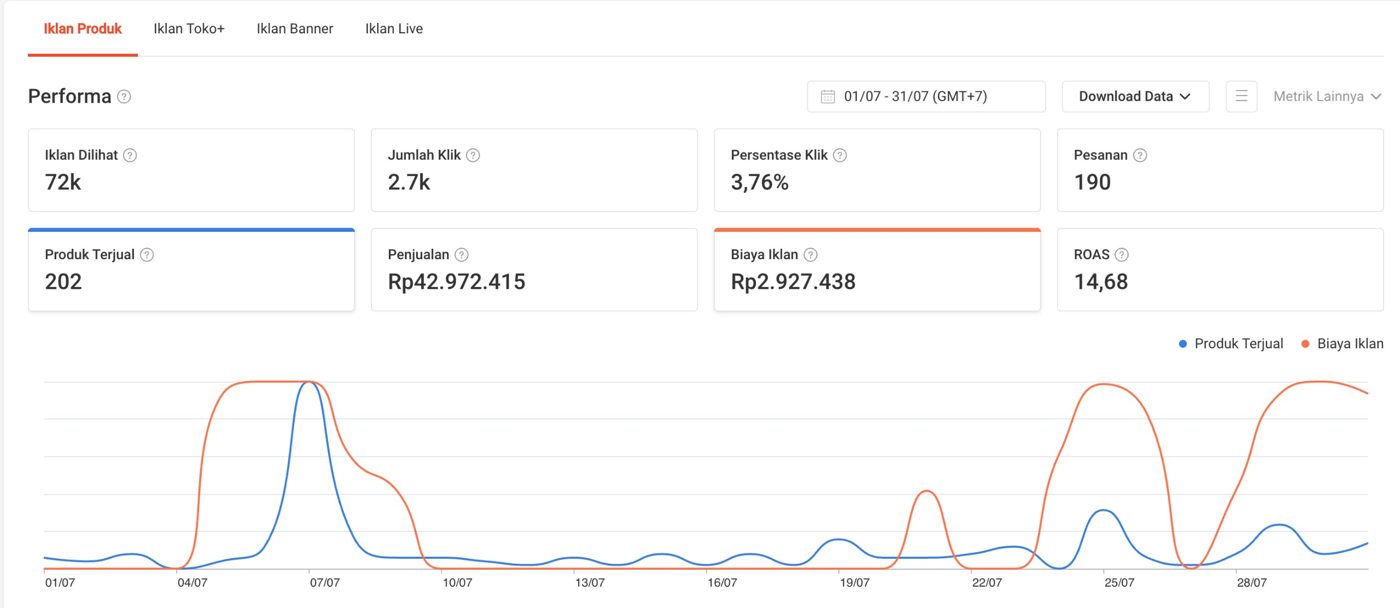 Iklan Produk Iklan Toko+ Iklan Banner Iklan Live
Performa 01/07 - 31/07 (GMT+7) Download Data Metrik Lainnya
Iklan Dilihat Jumlah Klik Persentase Klik Pesanan
72k 2.7k 3,76% 190
Produk Terjual Penjualan Biaya Iklan ROAS
202 Rp42.972.415 Rp2.927.438 14,68
Produk Terjual Biaya Iklan
01/07 04/07 07/07 10/07 13/07 16/07 19/07 22/07 25/07 28/07